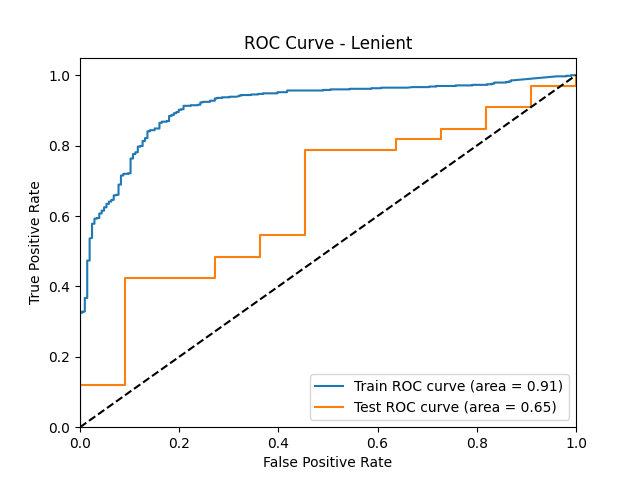 ROC Curve - Lenient
True Positive Rate
1.0
0.8
0.6
0.4
0.2
0.0
Train ROC curve (area = 0.91)
Test ROC curve (area = 0.65)
0.0 0.2 0.4 0.6 0.8 1.0
False Positive Rate